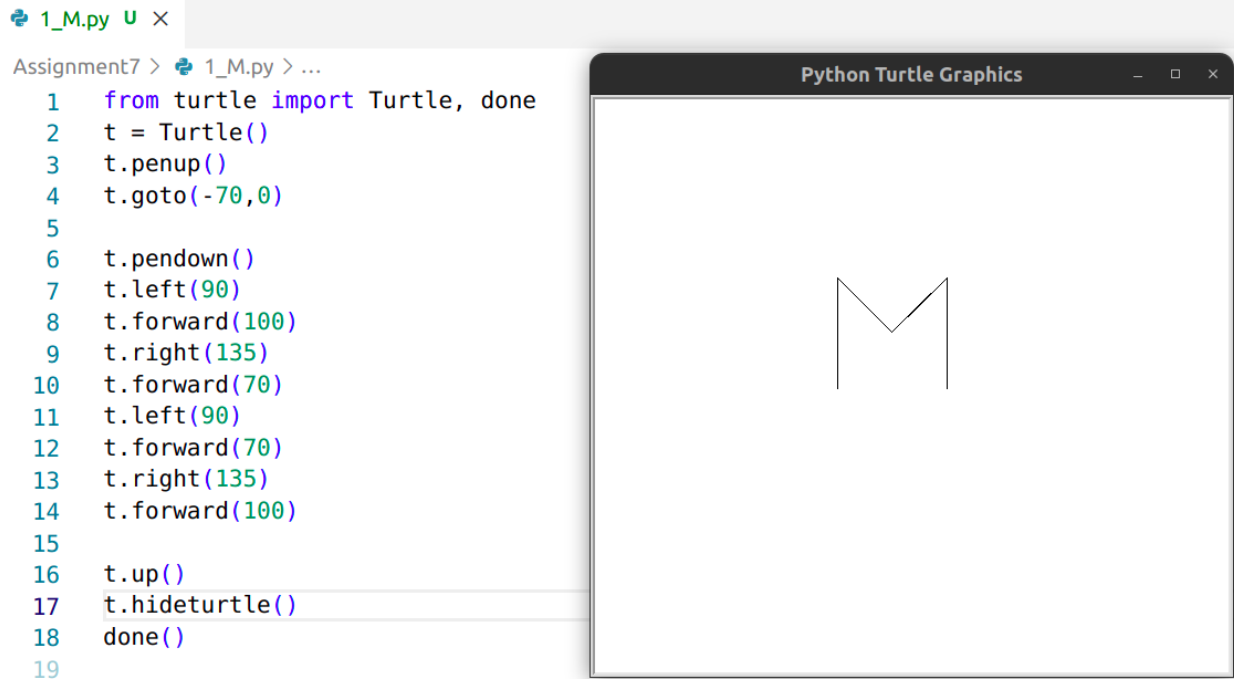 1_M.py U ×
Assignment7 > 1_M.py > ...
1 from turtle import Turtle, done
2 t = Turtle()
3 t.penup()
4 t.goto(-70,0)
5
6 t.pendown()
7 t.left(90)
8 t.forward(100)
9 t.right(135)
10 t.forward(70)
11 t.left(90)
12 t.forward(70)
13 t.right(135)
14 t.forward(100)
15
16 t.up()
17 t.hideturtle()
18 done()
19
Python Turtle Graphics